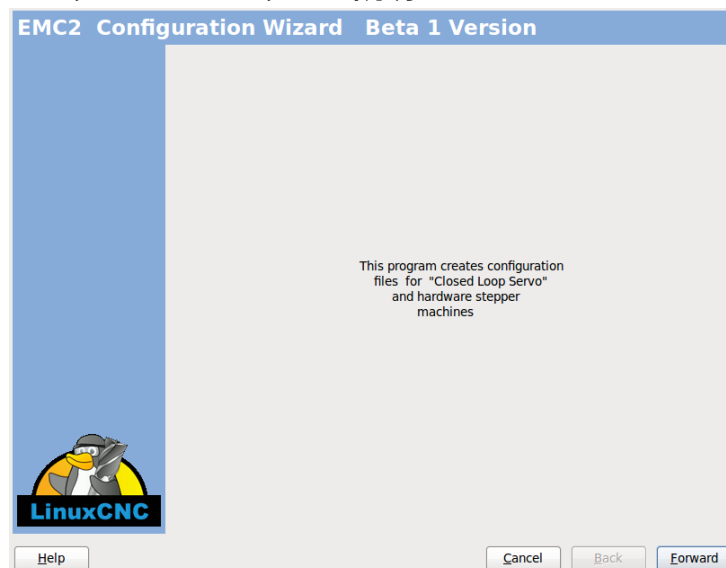 EMC2 Configuration Wizard Beta 1 Version
This program creates configuration
files for "Closed Loop Servo"
and hardware stepper
machines
LinuxCNC
Help
Cancel
Back
Forward